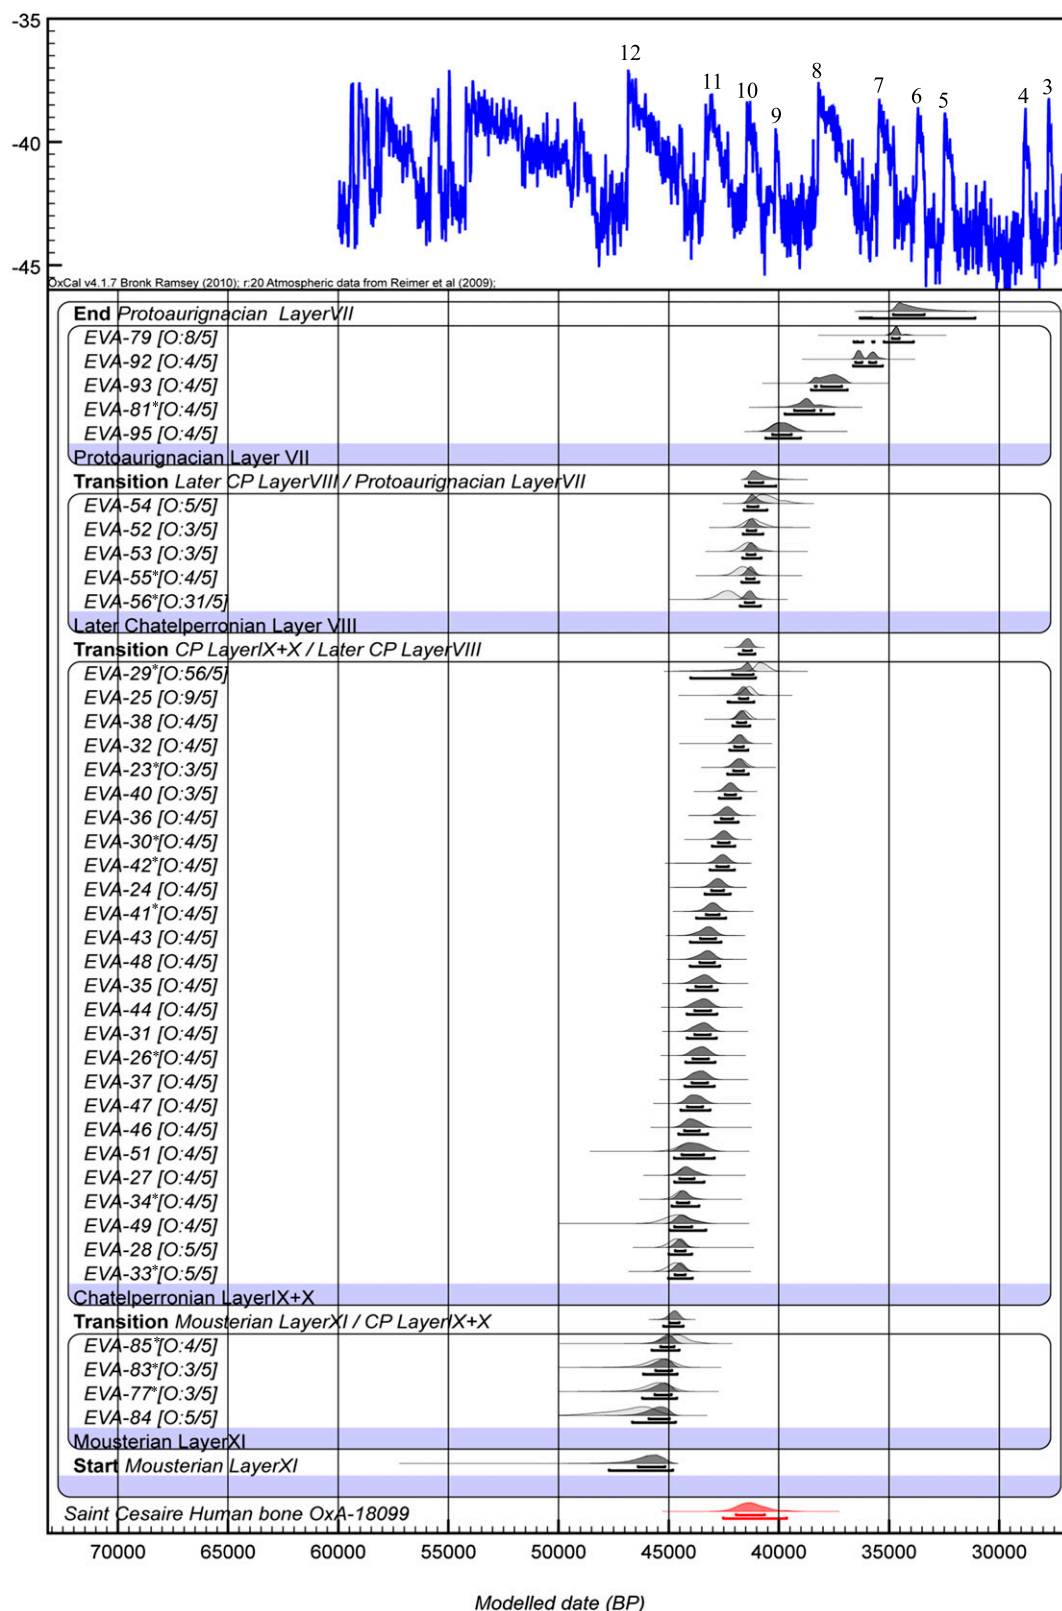 -35
12
8
3
11
7
10
6
4
5
9
-40
-45
OxCal v4.1.7 Bronk Ramsey (2010); r:20 Atmospheric data from Reimer et al (2009);
End Protoaurignacian LayerVII
EVA-79 [O:8/5]
EVA-92 [O:4/5]
EVA-93 [O:4/5]
EVA-81*[O:4/5]
EVA-95 [O:4/5]
Protoaurignacian Layer VII
Transition Later CP LayerVIII / Protoaurignacian LayerVII
EVA-54 [O:5/5]
EVA-52 [O:3/5]
EVA-53 [O:3/5]
EVA-55*[O:4/5]
EVA-56*[O:31/5]
Later Chatelperronian Layer VIII
Transition CP LayerIX+X / Later CP LayerVIII
EVA-29*[O:56/5]
EVA-25 [O:9/5]
EVA-38 [O:4/5]
EVA-32 [O:4/5]
EVA-23*[O:3/5]
EVA-40 [O:3/5]
EVA-36 [O:4/5]
EVA-30*[O:4/5]
EVA-42*[O:4/5]
EVA-24 [O:4/5]
EVA-41*[O:4/5]
EVA-43 [O:4/5]
EVA-48 [O:4/5]
EVA-35 [O:4/5]
EVA-44 [O:4/5]
EVA-31 [O:4/5]
EVA-26*[O:4/5]
EVA-37 [O:4/5]
EVA-47 [O:4/5]
EVA-46 [O:4/5]
EVA-51 [O:4/5]
EVA-27 [O:4/5]
EVA-34*[O:4/5]
EVA-49 [O:4/5]
EVA-28 [O:5/5]
EVA-33*[O:5/5]
Chatelperronian LayerIX+X
Transition Mousterian LayerXI / CP LayerIX+X
EVA-85*[O:4/5]
EVA-83*[O:3/5]
EVA-77*[O:3/5]
EVA-84 [O:5/5]
Mousterian LayerXI
Start Mousterian LayerXI
Saint Cesaire Human bone OxA-18099
70000 65000 60000 55000 50000 45000 40000 35000 30000
Modelled date (BP)